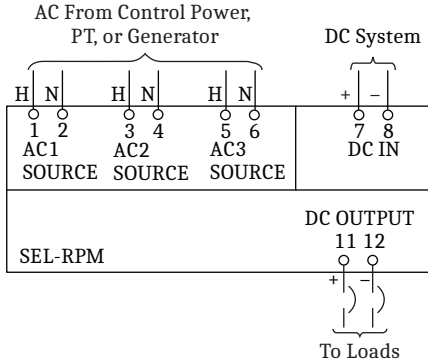 AC From Control Power,
PT, or Generator
DC System
H N H N H N + −
1 2 3 4 5 6 7 8
AC1 SOURCE
AC2 SOURCE
AC3 SOURCE
DC IN
DC OUTPUT
11 12
SEL-RPM
+ −
To Loads